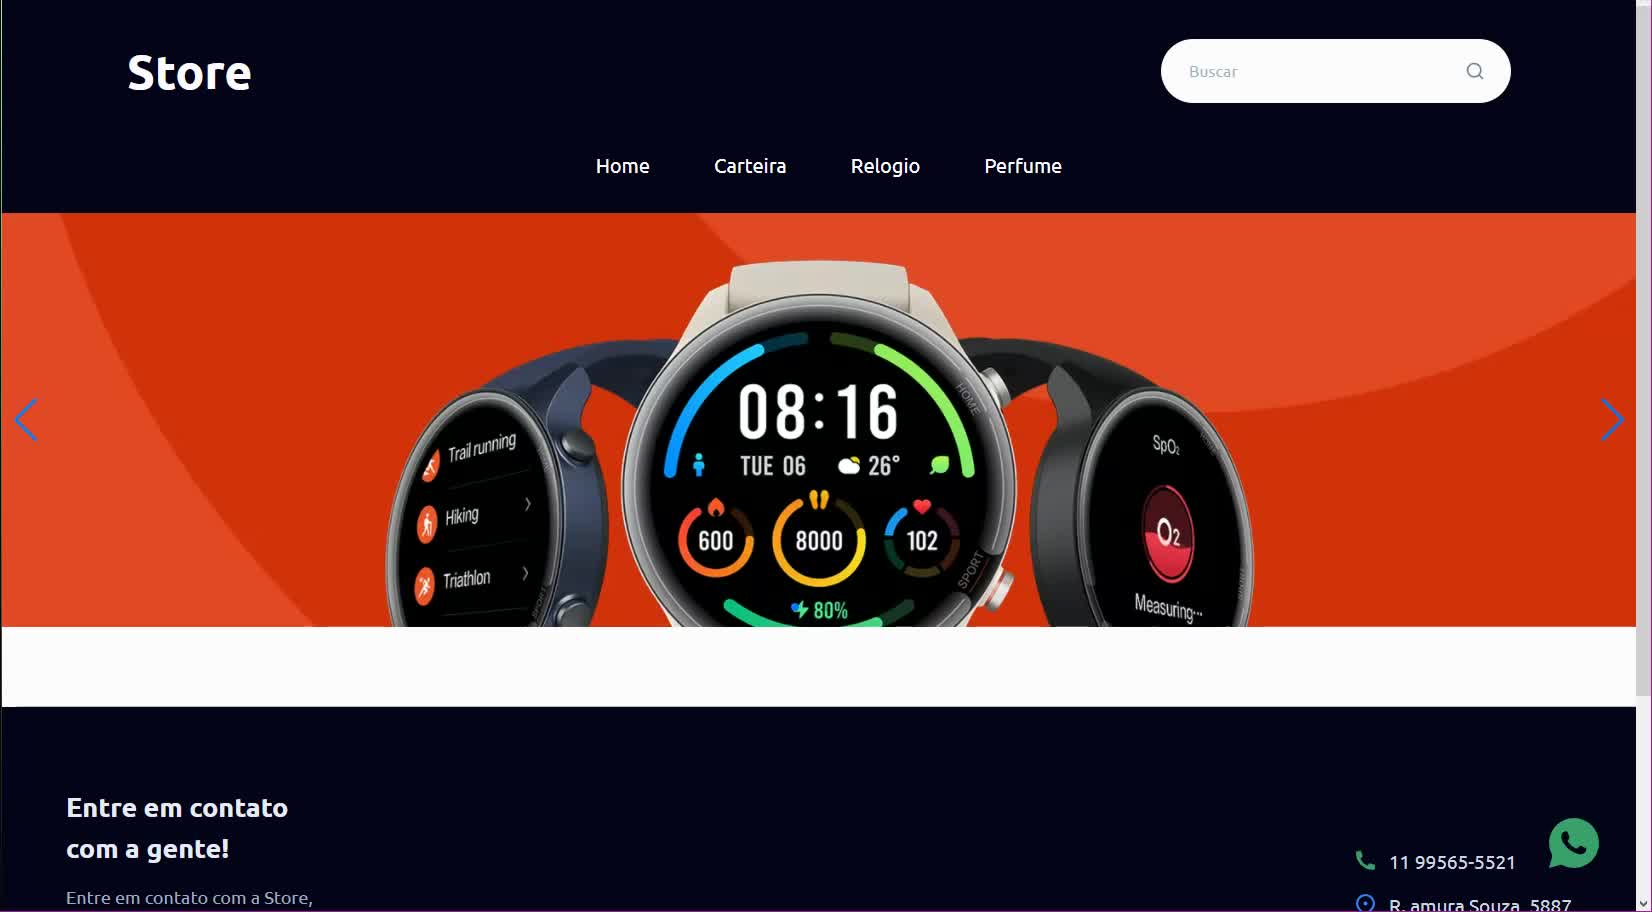 Store
Buscar
Home Carteira Relogio Perfume
08:16
TUE 06 26°
HOME
600 8000 102
SPORT
80%
Trail running
Hiking
Triathlon
SpO₂
O₂
Measuring...
Entre em contato
com a gente!
Entre em contato com a Store,
11 99565-5521
R. amura Souza, 5887